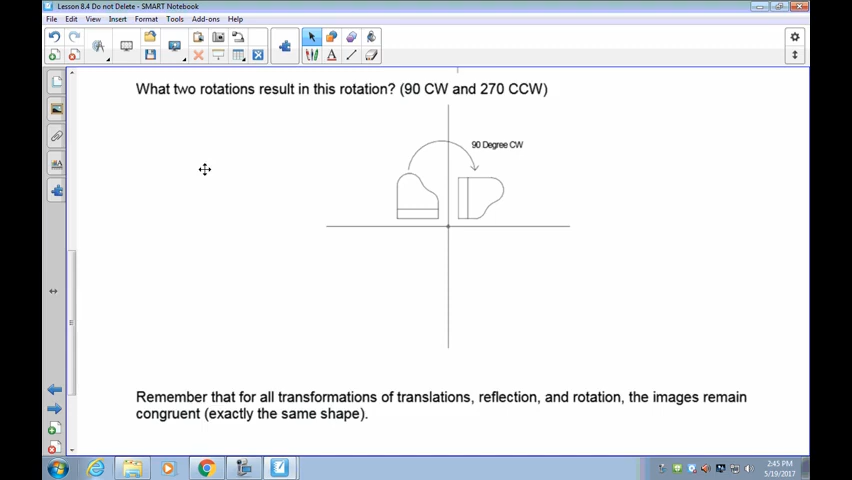 Lesson 8.4 Do not Delete - SMART Notebook
File Edit View Insert Format Tools Add-ons Help
What two rotations result in this rotation? (90 CW and 270 CCW)
90 Degree CW
Remember that for all transformations of translations, reflection, and rotation, the images remain
congruent (exactly the same shape).
2:45 PM
5/19/2017